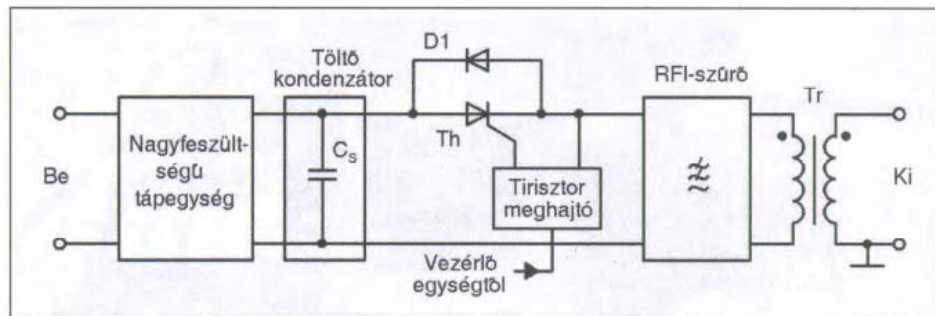 Töltő
kondenzátor
D1
RFI-szűrő
Tr
Th
Be
Nagyfeszült-
ségű
tápegység
Cs
Tirisztor
meghajtó
Ki
Vezérlő
egységtől